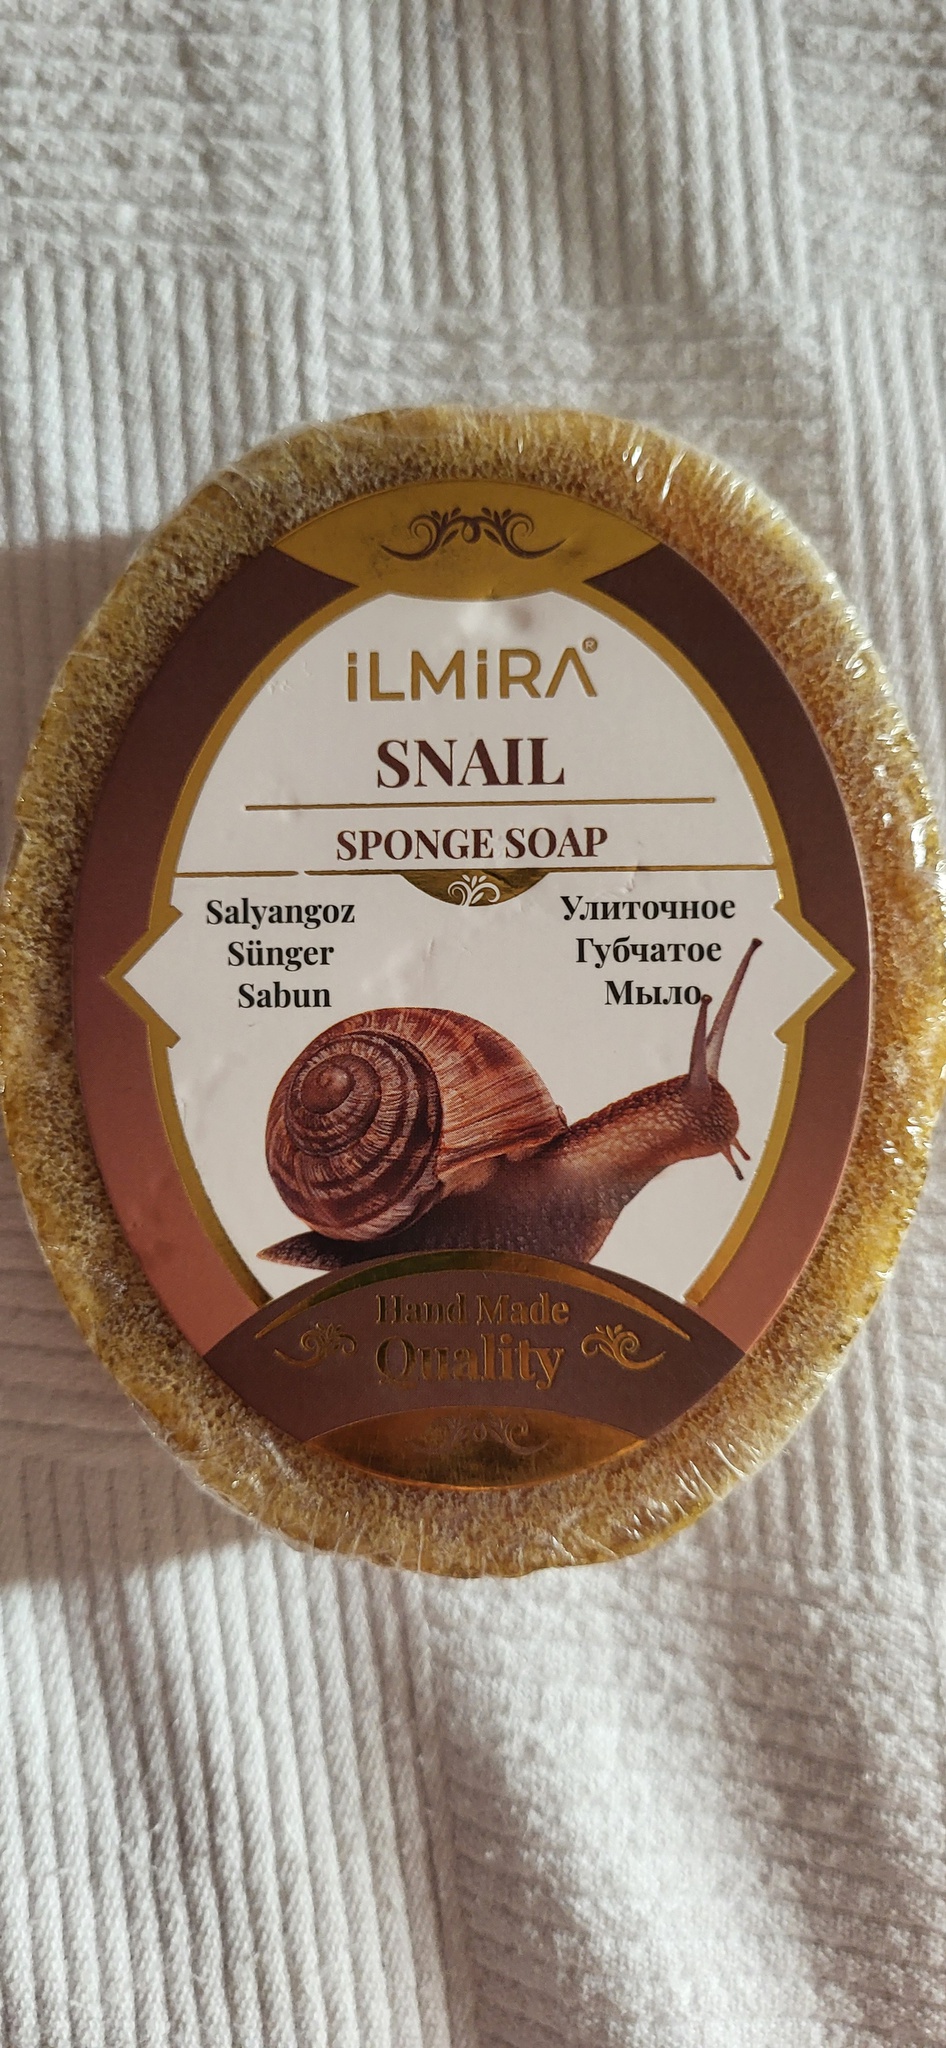 iLMiRA®
SNAIL
SPONGE SOAP
Salyangoz
Sünger
Sabun
Улиточное
Губчатое
Мыло
Hand Made
Quality